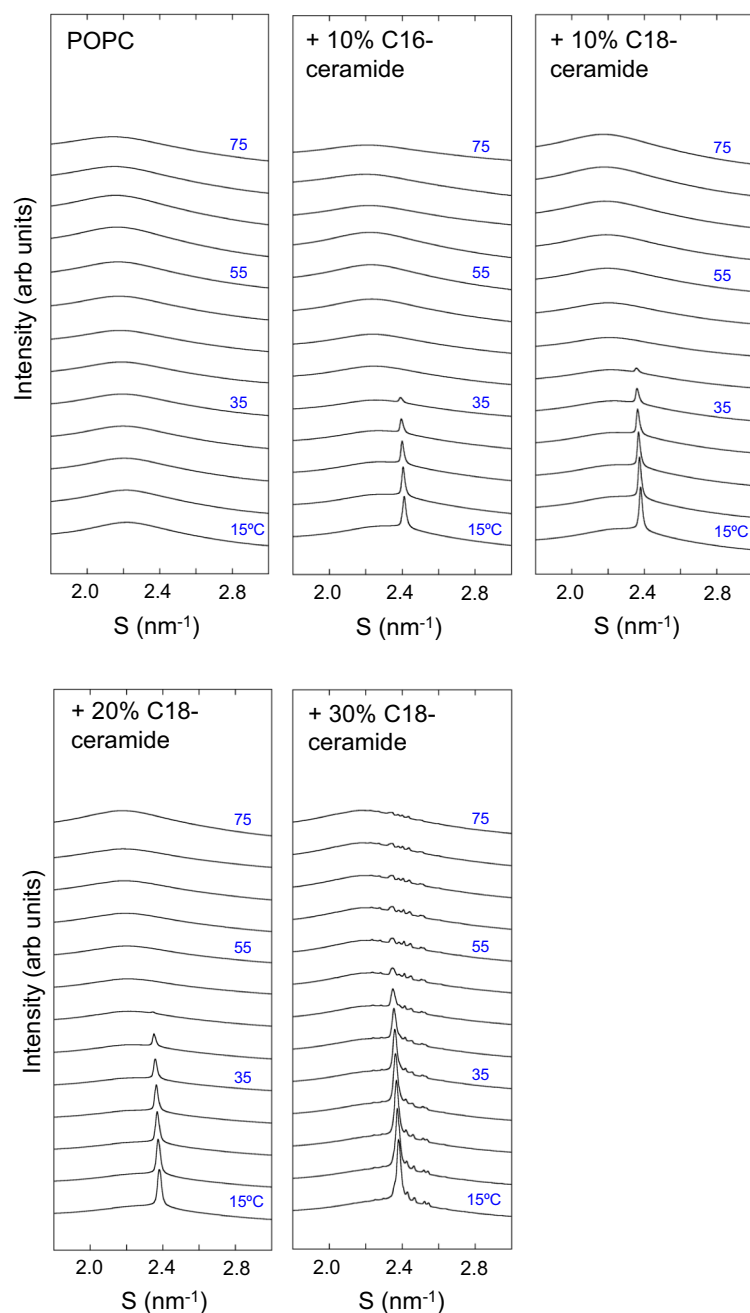 POPC
75
55
35
15ºC
2.0 2.4 2.8
S (nm-1)
Intensity (arb units)
+ 10% C16-
ceramide
75
55
35
15ºC
2.0 2.4 2.8
S (nm-1)
+ 10% C18-
ceramide
75
55
35
15ºC
2.0 2.4 2.8
S (nm-1)
+ 20% C18-
ceramide
75
55
35
15ºC
2.0 2.4 2.8
S (nm-1)
Intensity (arb units)
+ 30% C18-
ceramide
75
55
35
15ºC
2.0 2.4 2.8
S (nm-1)